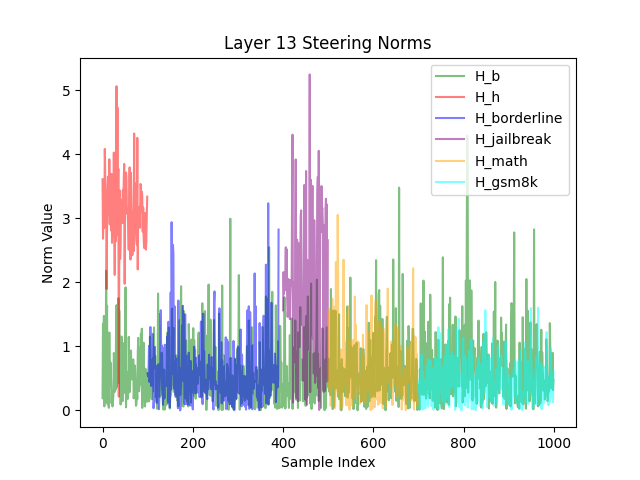 Layer 13 Steering Norms
H_b
H_h
H_borderline
H_jailbreak
H_math
H_gsm8k
Norm Value
5
4
3
2
1
0
0
200
400
600
800
1000
Sample Index